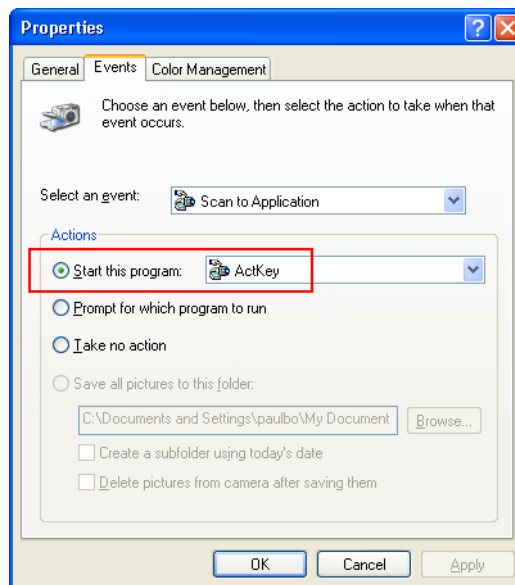 Properties
General
Events
Color Management
Choose an event below, then select the action to take when that
event occurs.
Select an event:
Scan to Application
Actions
Start this program:
ActKey
Prompt for which program to run
Take no action
Save all pictures to this folder:
C:\Documents and Settings\paulbo\My Document
Browse...
Create a subfolder using today's date
Delete pictures from camera after saving them
OK
Cancel
Apply